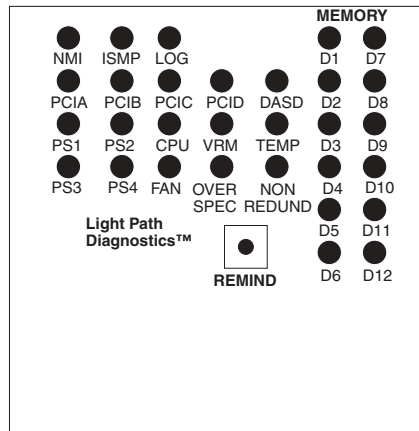 MEMORY
NMI ISMP LOG D1 D7
PCIA PCIB PCIC PCID DASD D2 D8
PS1 PS2 CPU VRM TEMP D3 D9
PS3 PS4 FAN OVER SPEC NON REDUND D4 D10
Light Path
Diagnostics™
D5 D11
REMIND
D6 D12